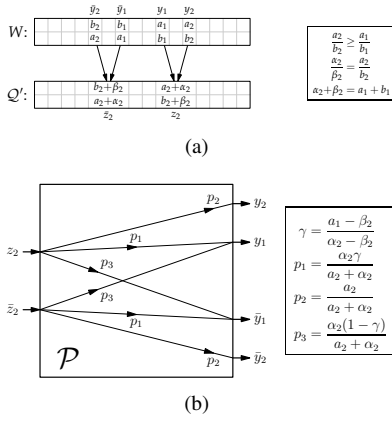 ȳ₂ ȳ₁ y₁ y₂
W: b₂ b₁ a₁ a₂
a₂ a₁ b₁ b₂
Q′: b₂+β₂ a₂+α₂
a₂+α₂ b₂+β₂
z̄₂ z₂
a₂/b₂ ≥ a₁/b₁
α₂/β₂ = a₂/b₂
α₂+β₂ = a₁+b₁
(a)
p₂ y₂
z₂ p₁ y₁
p₃
p₃
z̄₂ p₁ ȳ₁
p₂ ȳ₂
P
γ = (a₁ − β₂)/(α₂ − β₂)
p₁ = α₂γ/(a₂ + α₂)
p₂ = a₂/(a₂ + α₂)
p₃ = α₂(1 − γ)/(a₂ + α₂)
(b)